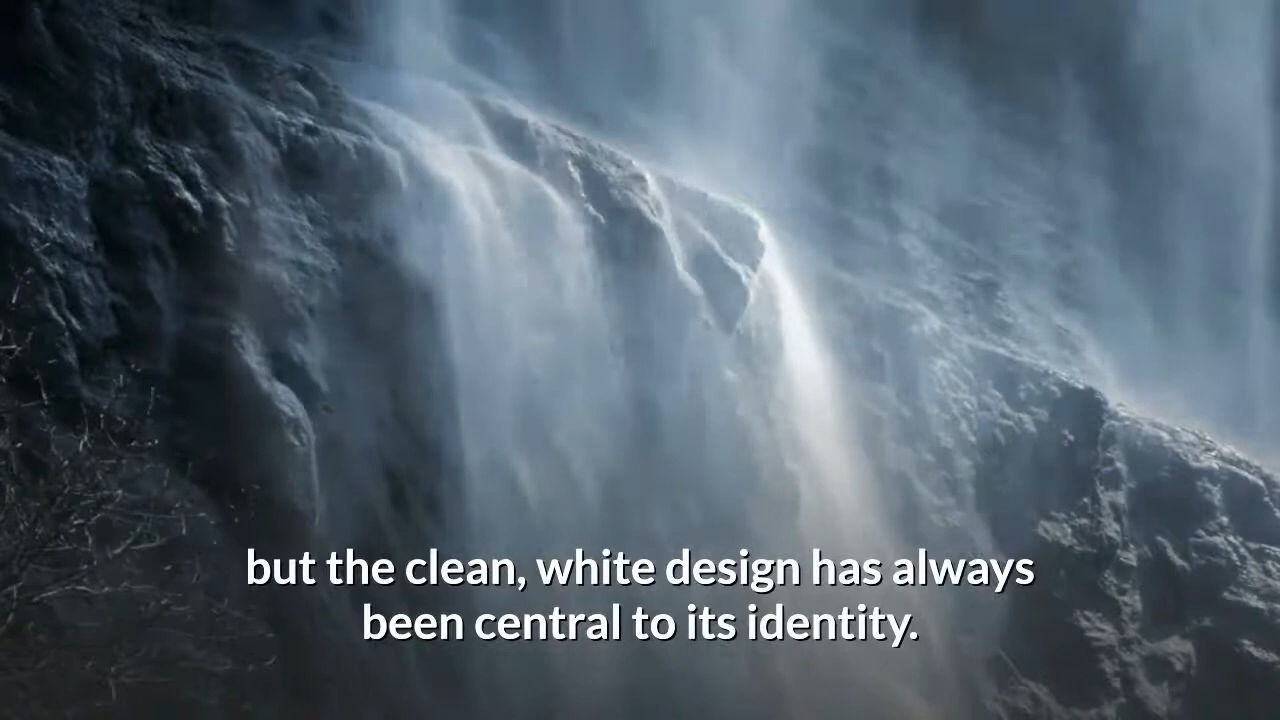 but the clean, white design has always
been central to its identity.